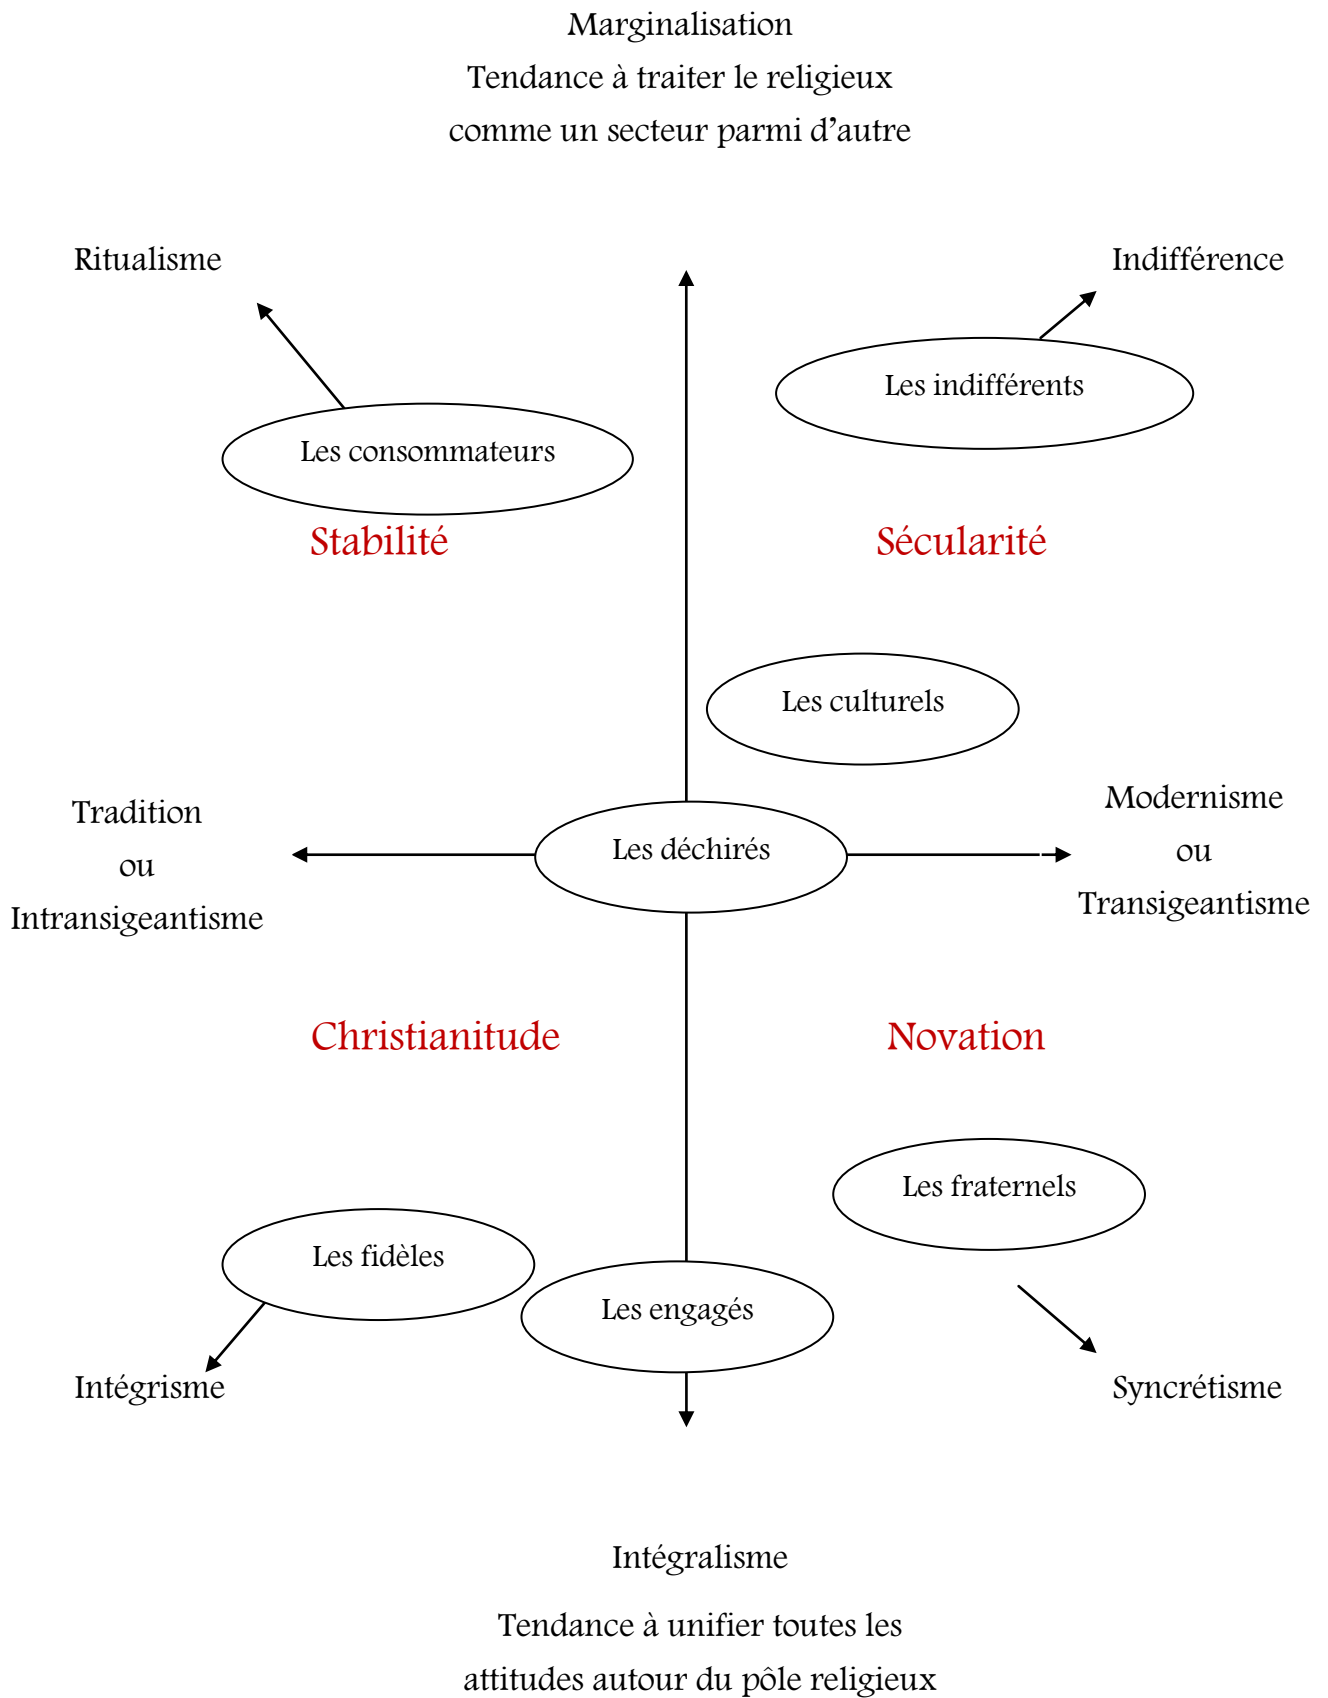 Marginalisation
Tendance à traiter le religieux
comme un secteur parmi d’autre
Ritualisme
Indifférence
Les indifférents
Les consommateurs
Stabilité
Sécularité
Les culturels
Tradition
ou
Intransigeantisme
Les déchirés
Modernisme
ou
Transigeantisme
Christianitude
Novation
Les fraternels
Les fidèles
Les engagés
Intégrisme
Syncrétisme
Intégralisme
Tendance à unifier toutes les
attitudes autour du pôle religieux